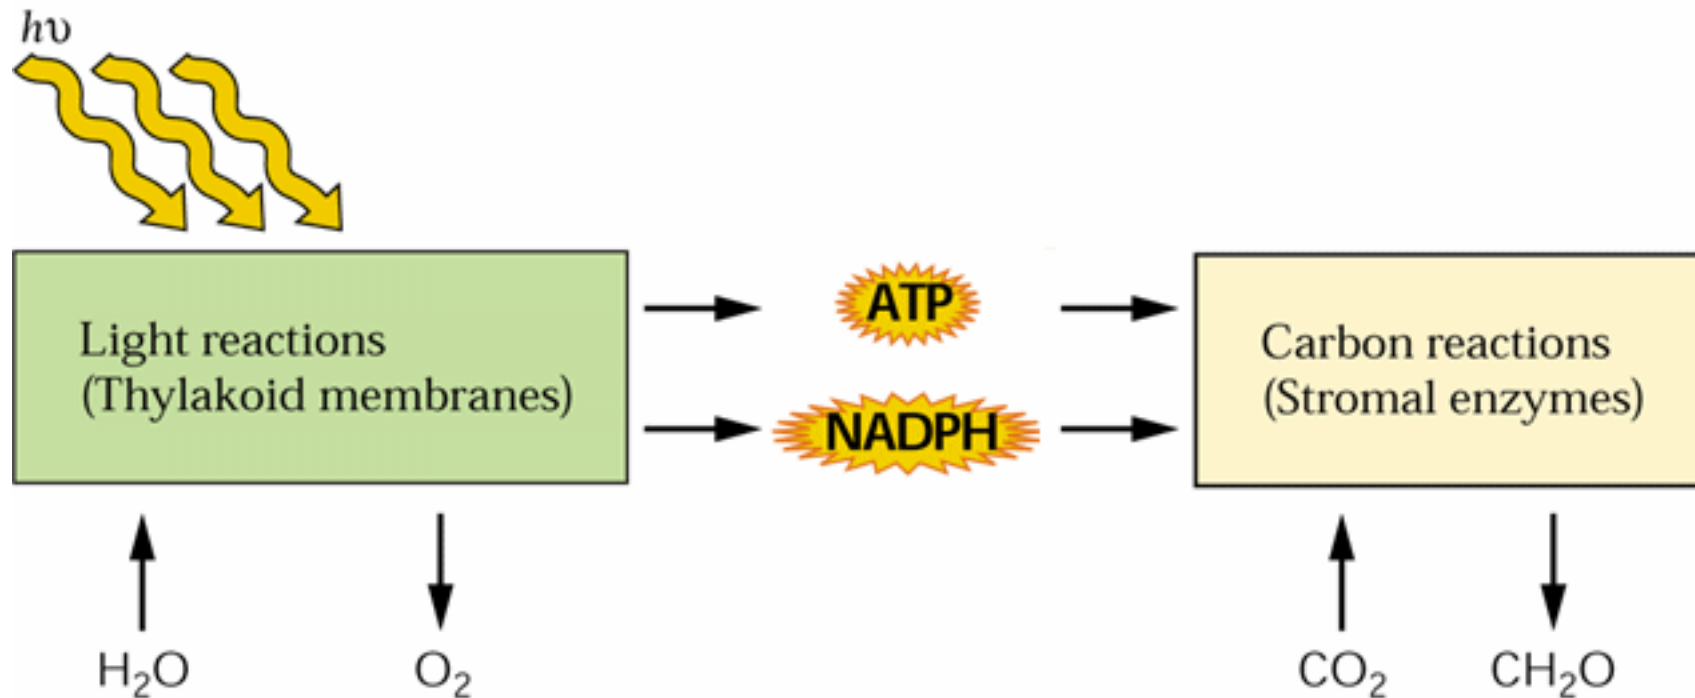 hυ
Light reactions
(Thylakoid membranes)
ATP
NADPH
Carbon reactions
(Stromal enzymes)
H₂O
O₂
CO₂
CH₂O